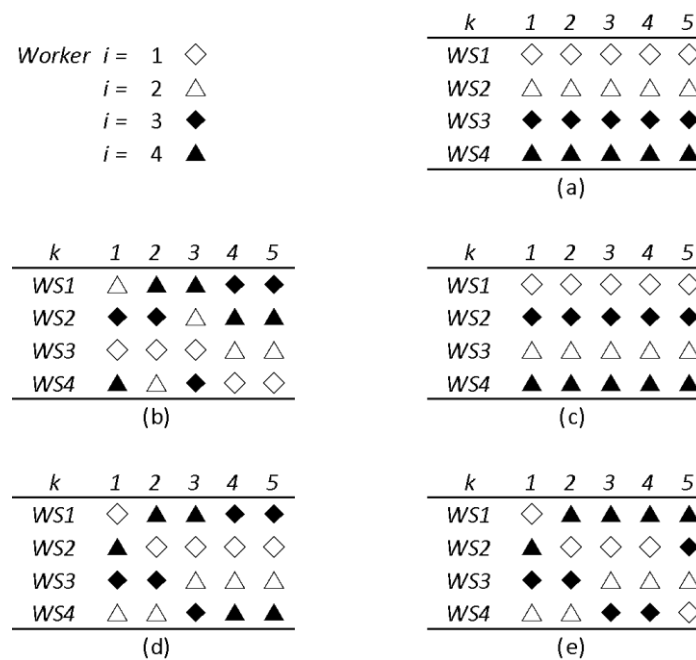 Worker i = 1 ◇
i = 2 △
i = 3 ◆
i = 4 ▲
k 1 2 3 4 5
WS1 ◇ ◇ ◇ ◇ ◇
WS2 △ △ △ △ △
WS3 ◆ ◆ ◆ ◆ ◆
WS4 ▲ ▲ ▲ ▲ ▲
(a)
k 1 2 3 4 5
WS1 △ ▲ ▲ ◆ ◆
WS2 ◆ ◆ △ ▲ ▲
WS3 ◇ ◇ ◇ △ △
WS4 ▲ △ ◆ ◇ ◇
(b)
k 1 2 3 4 5
WS1 ◇ ◇ ◇ ◇ ◇
WS2 ◆ ◆ ◆ ◆ ◆
WS3 △ △ △ △ △
WS4 ▲ ▲ ▲ ▲ ▲
(c)
k 1 2 3 4 5
WS1 ◇ ▲ ▲ ◆ ◆
WS2 ▲ ◇ ◇ ◇ ◇
WS3 ◆ ◆ △ △ △
WS4 △ △ ◆ ▲ ▲
(d)
k 1 2 3 4 5
WS1 ◇ ▲ ▲ ▲ ▲
WS2 ▲ ◇ ◇ ◇ ◆
WS3 ◆ ◆ △ △ △
WS4 △ △ ◆ ◆ ◇
(e)